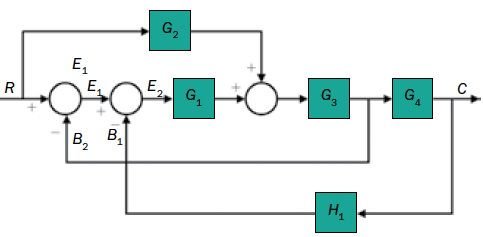 G2
E1
+
R
E1
E2
+
G1
G3
G4
C
+
+
−
B2
−
B1
H1